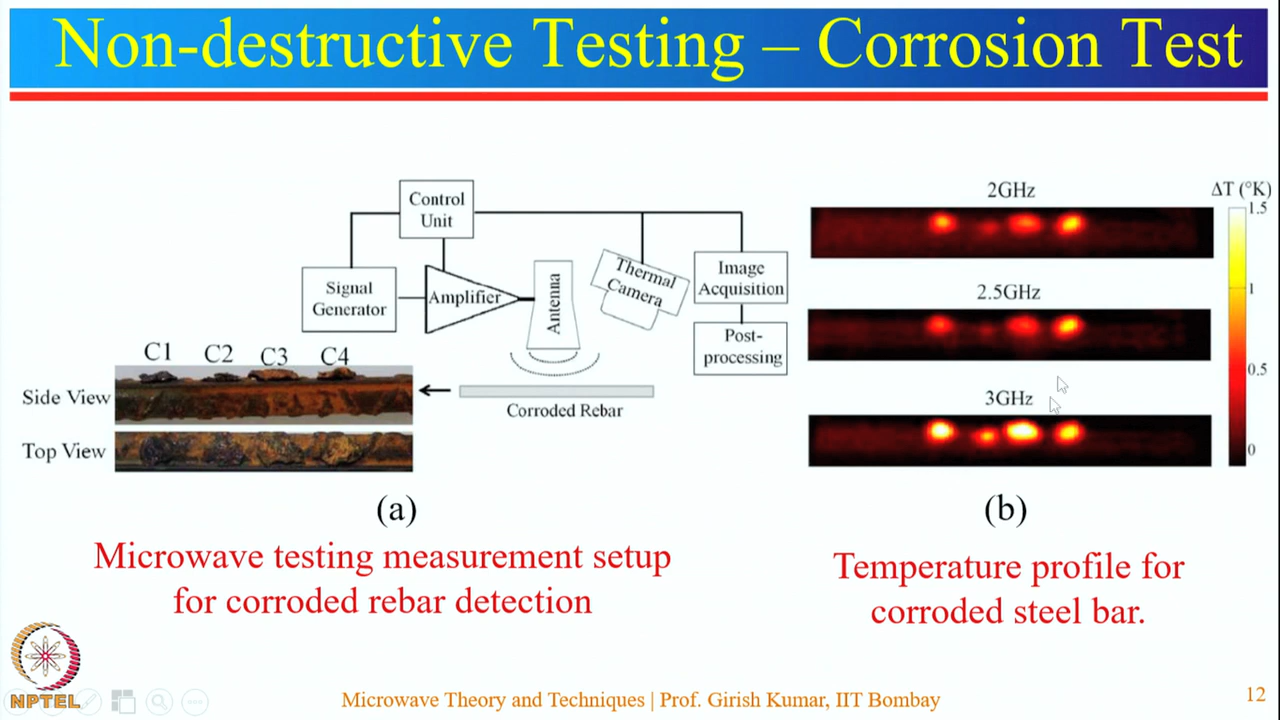 Non-destructive Testing – Corrosion Test
Control
Unit
Signal
Generator
Amplifier
Antenna
Thermal
Camera
Image
Acquisition
Post-
processing
C1 C2 C3 C4
Side View
Top View
Corroded Rebar
(a)
Microwave testing measurement setup
for corroded rebar detection
2GHz
2.5GHz
3GHz
ΔT (°K)
1.5
1
0.5
0
(b)
Temperature profile for
corroded steel bar.
NPTEL
Microwave Theory and Techniques | Prof. Girish Kumar, IIT Bombay
12